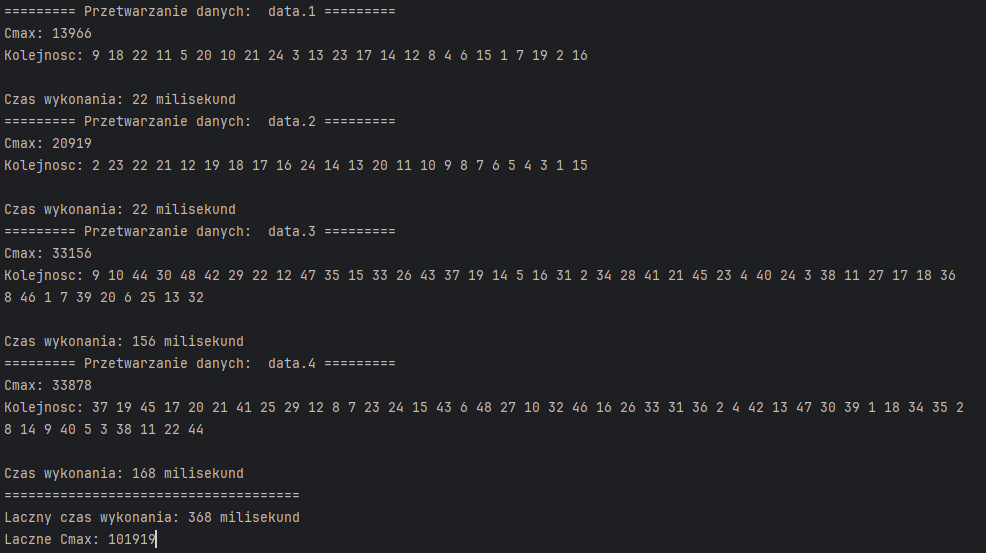 ========= Przetwarzanie danych:  data.1 =========
Cmax: 13966
Kolejnosc: 9 18 22 11 5 20 10 21 24 3 13 23 17 14 12 8 4 6 15 1 7 19 2 16
Czas wykonania: 22 milisekund
========= Przetwarzanie danych:  data.2 =========
Cmax: 20919
Kolejnosc: 2 23 22 21 12 19 18 17 16 24 14 13 20 11 10 9 8 7 6 5 4 3 1 15
Czas wykonania: 22 milisekund
========= Przetwarzanie danych:  data.3 =========
Cmax: 33156
Kolejnosc: 9 10 44 30 48 42 29 22 12 47 35 15 33 26 43 37 19 14 5 16 31 2 34 28 41 21 45 23 4 40 24 3 38 11 27 17 18 36
8 46 1 7 39 20 6 25 13 32
Czas wykonania: 156 milisekund
========= Przetwarzanie danych:  data.4 =========
Cmax: 33878
Kolejnosc: 37 19 45 17 20 21 41 25 29 12 8 7 23 24 15 43 6 48 27 10 32 46 16 26 33 31 36 2 4 42 13 47 30 39 1 18 34 35 2
8 14 9 40 5 3 38 11 22 44
Czas wykonania: 168 milisekund
=====================================
Laczny czas wykonania: 368 milisekund
Laczne Cmax: 101919